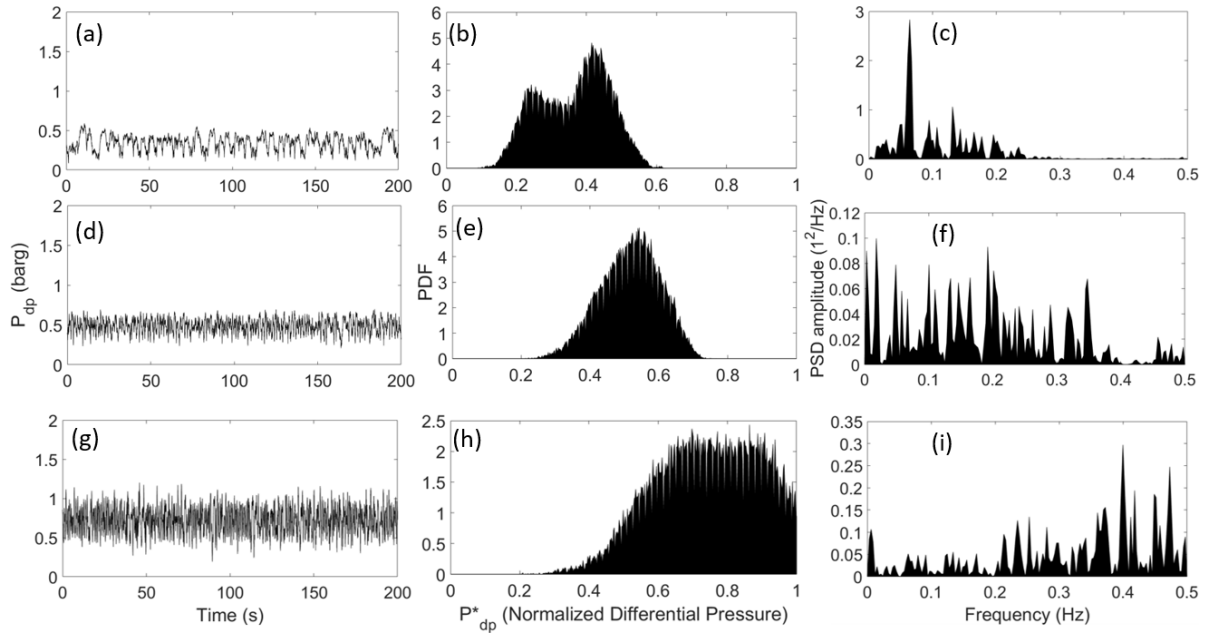 (a)
2
1.5
1
0.5
0
0 50 100 150 200
(b)
6
5
4
3
2
1
0
0 0.2 0.4 0.6 0.8 1
(c)
3
2
1
0
0 0.1 0.2 0.3 0.4 0.5
(d)
P_dp (barg)
2
1.5
1
0.5
0
0 50 100 150 200
(e)
PDF
6
5
4
3
2
1
0
0 0.2 0.4 0.6 0.8 1
(f)
PSD amplitude (1²/Hz)
0.12
0.1
0.08
0.06
0.04
0.02
0
0 0.1 0.2 0.3 0.4 0.5
(g)
2
1.5
1
0.5
0
0 50 100 150 200
Time (s)
(h)
2.5
2
1.5
1
0.5
0
0 0.2 0.4 0.6 0.8 1
P*_dp (Normalized Differential Pressure)
(i)
0.35
0.3
0.25
0.2
0.15
0.1
0.05
0
0 0.1 0.2 0.3 0.4 0.5
Frequency (Hz)